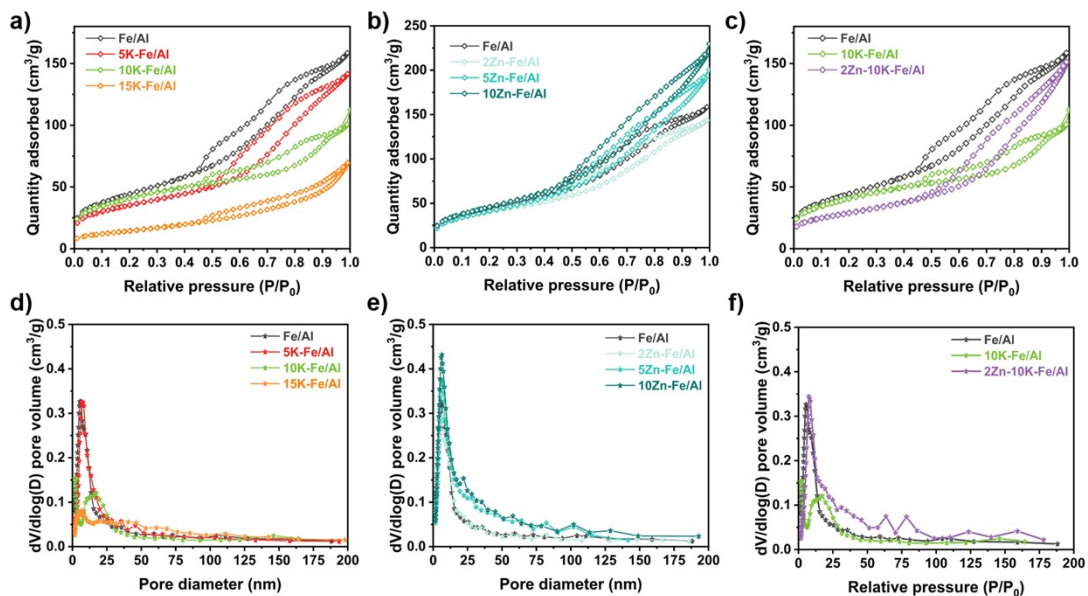 a)
Fe/Al
5K-Fe/Al
10K-Fe/Al
15K-Fe/Al
Quantity adsorbed (cm³/g)
150
100
50
0
0.0 0.1 0.2 0.3 0.4 0.5 0.6 0.7 0.8 0.9 1.0
Relative pressure (P/P₀)
b)
Fe/Al
2Zn-Fe/Al
5Zn-Fe/Al
10Zn-Fe/Al
Quantity adsorbed (cm³/g)
250
200
150
100
50
0
0.0 0.1 0.2 0.3 0.4 0.5 0.6 0.7 0.8 0.9 1.0
Relative pressure (P/P₀)
c)
Fe/Al
10K-Fe/Al
2Zn-10K-Fe/Al
Quantity adsorbed (cm³/g)
150
100
50
0
0.0 0.1 0.2 0.3 0.4 0.5 0.6 0.7 0.8 0.9 1.0
Relative pressure (P/P₀)
d)
Fe/Al
5K-Fe/Al
10K-Fe/Al
15K-Fe/Al
dV/dlog(D) pore volume (cm³/g)
0.5
0.4
0.3
0.2
0.1
0.0
0 25 50 75 100 125 150 175 200
Pore diameter (nm)
e)
Fe/Al
2Zn-Fe/Al
5Zn-Fe/Al
10Zn-Fe/Al
dV/dlog(D) pore volume (cm³/g)
0.5
0.4
0.3
0.2
0.1
0.0
0 25 50 75 100 125 150 175 200
Pore diameter (nm)
f)
Fe/Al
10K-Fe/Al
2Zn-10K-Fe/Al
dV/dlog(D) pore volume (cm³/g)
0.5
0.4
0.3
0.2
0.1
0.0
0 25 50 75 100 125 150 175 200
Relative pressure (P/P₀)